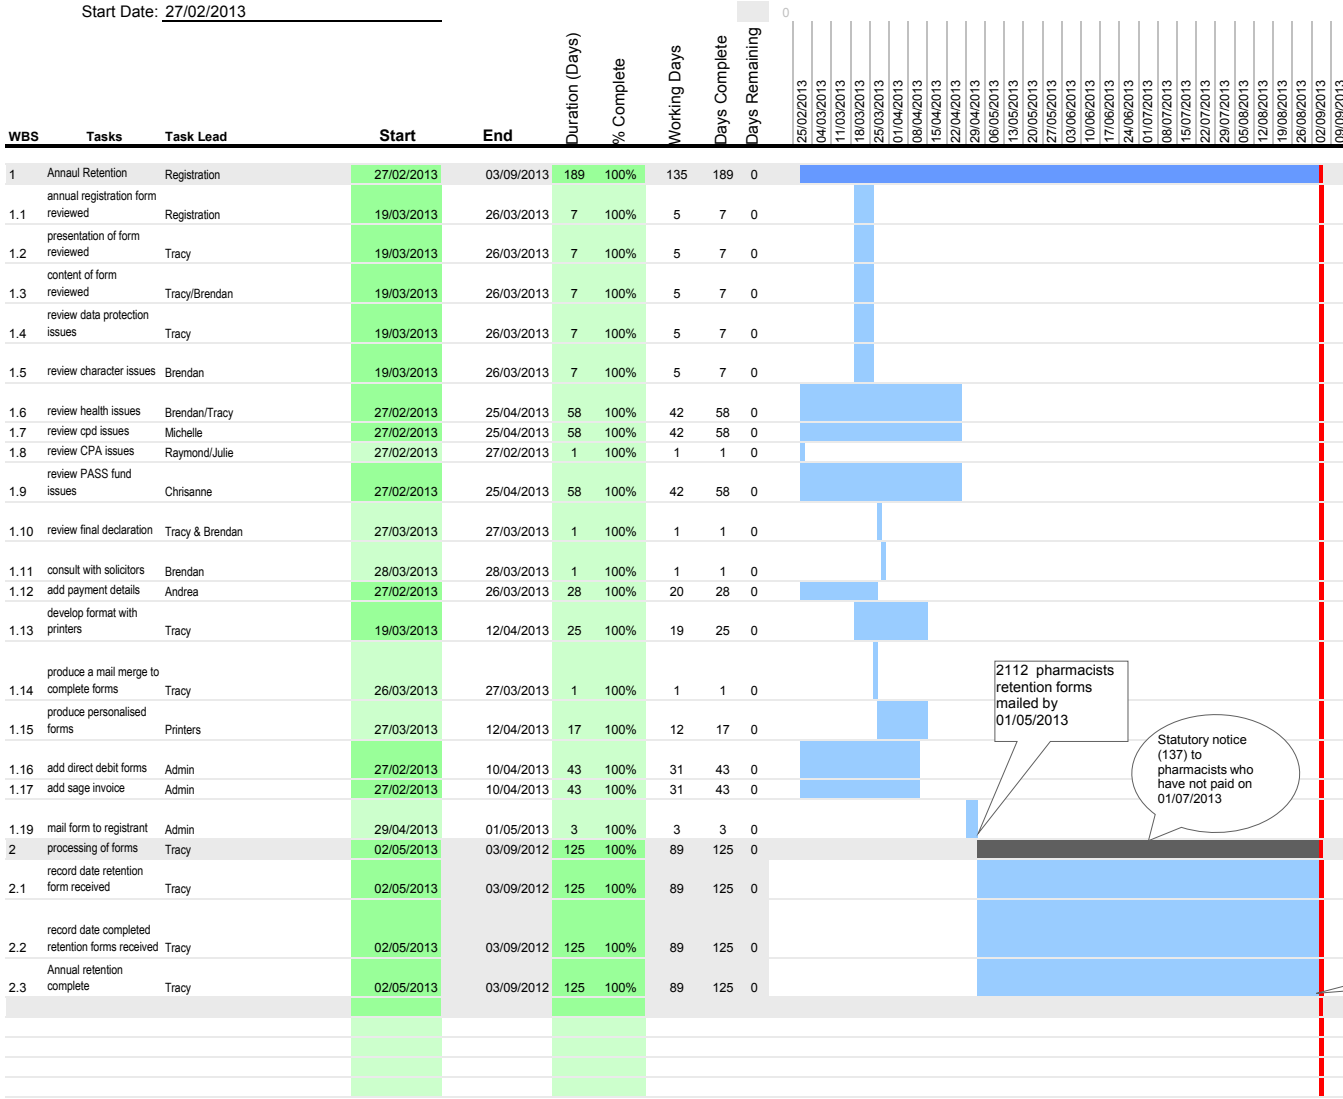 Start Date: 27/02/2013
0
WBS Tasks Task Lead Start End Duration (Days) % Complete Working Days Days Complete Days Remaining 25/02/2013 04/03/2013 11/03/2013 18/03/2013 25/03/2013 01/04/2013 08/04/2013 15/04/2013 22/04/2013 29/04/2013 06/05/2013 13/05/2013 20/05/2013 27/05/2013 03/06/2013 10/06/2013 17/06/2013 24/06/2013 01/07/2013 08/07/2013 15/07/2013 22/07/2013 29/07/2013 05/08/2013 12/08/2013 19/08/2013 26/08/2013 02/09/2013 09/09/2013
1 Annaul Retention Registration 27/02/2013 03/09/2013 189 100% 135 189 0
annual registration form
1.1 reviewed Registration 19/03/2013 26/03/2013 7 100% 5 7 0
presentation of form
1.2 reviewed Tracy 19/03/2013 26/03/2013 7 100% 5 7 0
content of form
1.3 reviewed Tracy/Brendan 19/03/2013 26/03/2013 7 100% 5 7 0
review data protection
1.4 issues Tracy 19/03/2013 26/03/2013 7 100% 5 7 0
1.5 review character issues Brendan 19/03/2013 26/03/2013 7 100% 5 7 0
1.6 review health issues Brendan/Tracy 27/02/2013 25/04/2013 58 100% 42 58 0
1.7 review cpd issues Michelle 27/02/2013 25/04/2013 58 100% 42 58 0
1.8 review CPA issues Raymond/Julie 27/02/2013 27/02/2013 1 100% 1 1 0
review PASS fund
1.9 issues Chrisanne 27/02/2013 25/04/2013 58 100% 42 58 0
1.10 review final declaration Tracy & Brendan 27/03/2013 27/03/2013 1 100% 1 1 0
1.11 consult with solicitors Brendan 28/03/2013 28/03/2013 1 100% 1 1 0
1.12 add payment details Andrea 27/02/2013 26/03/2013 28 100% 20 28 0
develop format with
1.13 printers Tracy 19/03/2013 12/04/2013 25 100% 19 25 0
produce a mail merge to
1.14 complete forms Tracy 26/03/2013 27/03/2013 1 100% 1 1 0
produce personalised
1.15 forms Printers 27/03/2013 12/04/2013 17 100% 12 17 0
2112 pharmacists
retention forms
mailed by
01/05/2013
Statutory notice
(137) to
pharmacists who
have not paid on
01/07/2013
1.16 add direct debit forms Admin 27/02/2013 10/04/2013 43 100% 31 43 0
1.17 add sage invoice Admin 27/02/2013 10/04/2013 43 100% 31 43 0
1.19 mail form to registrant Admin 29/04/2013 01/05/2013 3 100% 3 3 0
2 processing of forms Tracy 02/05/2013 03/09/2012 125 100% 89 125 0
record date retention
2.1 form received Tracy 02/05/2013 03/09/2012 125 100% 89 125 0
record date completed
2.2 retention forms received Tracy 02/05/2013 03/09/2012 125 100% 89 125 0
Annual retention
2.3 complete Tracy 02/05/2013 03/09/2012 125 100% 89 125 0